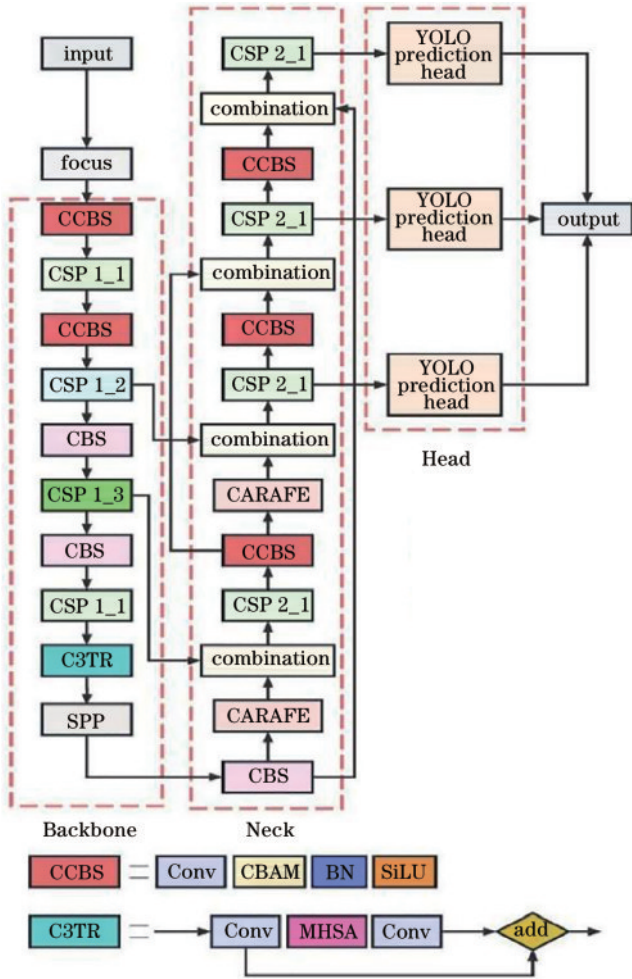 input
focus
CCBS
CSP 1_1
CCBS
CSP 1_2
CBS
CSP 1_3
CBS
CSP 1_1
C3TR
SPP
Backbone
CSP 2_1
combination
CCBS
CSP 2_1
combination
CCBS
CSP 2_1
combination
CARAFE
CCBS
CSP 2_1
combination
CARAFE
CBS
Neck
YOLO
prediction
head
YOLO
prediction
head
YOLO
prediction
head
Head
output
CCBS = Conv CBAM BN SiLU
C3TR = Conv MHSA Conv add